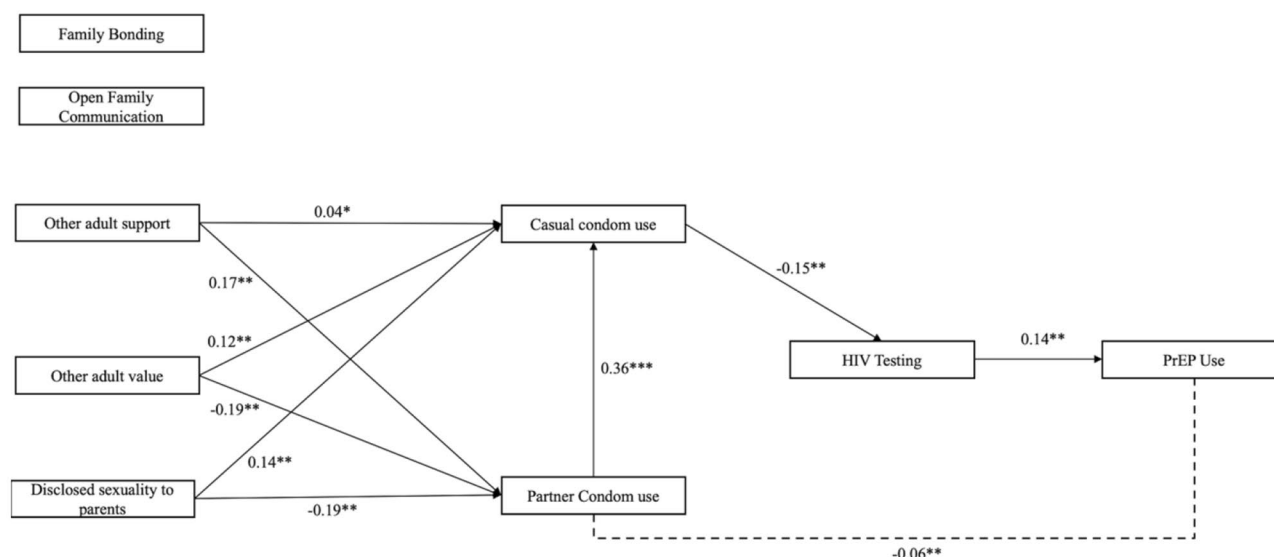 Family Bonding
Open Family
Communication
Other adult support
0.04*
Casual condom use
0.17**
-0.15**
0.12**
Other adult value
0.36***
HIV Testing
0.14**
PrEP Use
-0.19**
0.14**
Disclosed sexuality to
parents
-0.19**
Partner Condom use
-0.06**